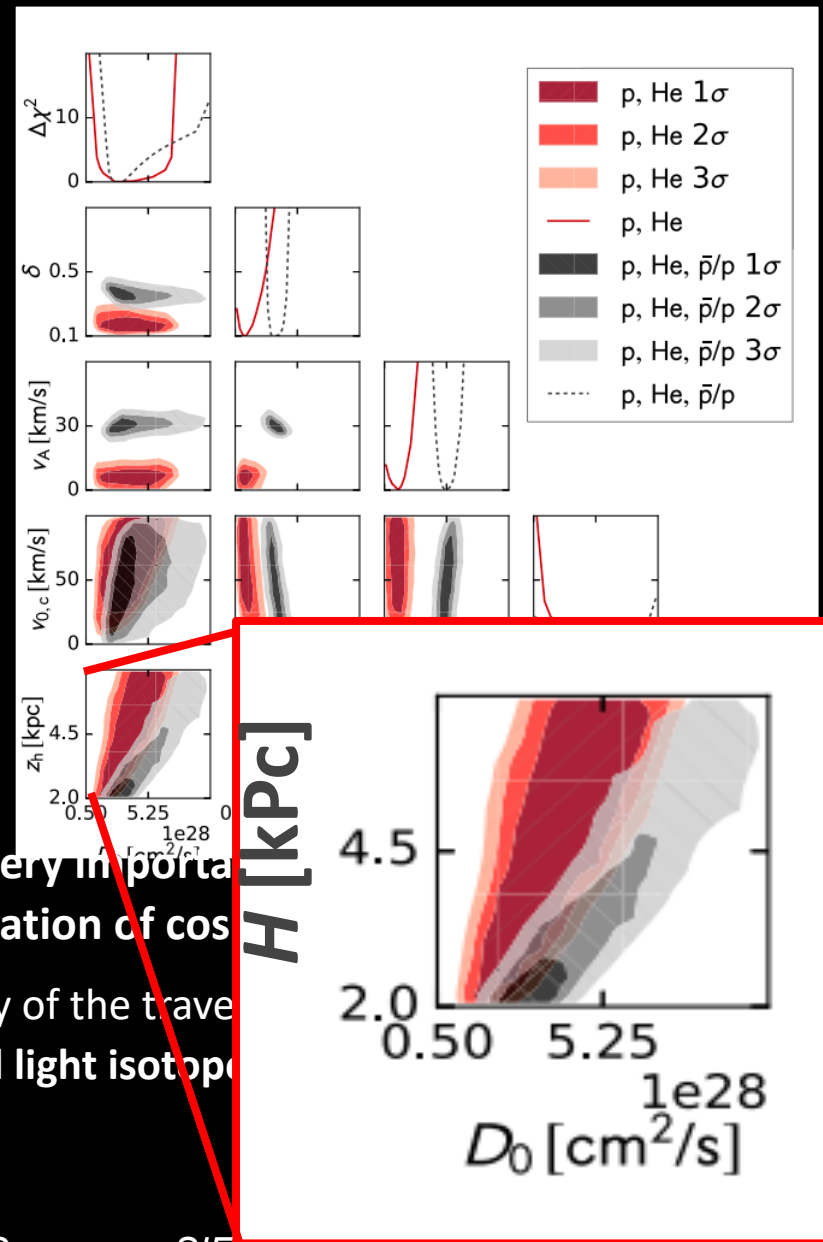 Δχ²
10
0
p, He 1σ
p, He 2σ
p, He 3σ
p, He
p, He, p̄/p 1σ
p, He, p̄/p 2σ
p, He, p̄/p 3σ
p, He, p̄/p
δ
0.5
0.1
v_A [km/s]
30
0
v_0,c [km/s]
50
0
z_h [kpc]
4.5
2.0
0.50 5.25
1e28
H [kPc]
4.5
2.0
0.50 5.25
1e28
D₀ [cm²/s]
ation of cos
y of the trave
light isotop